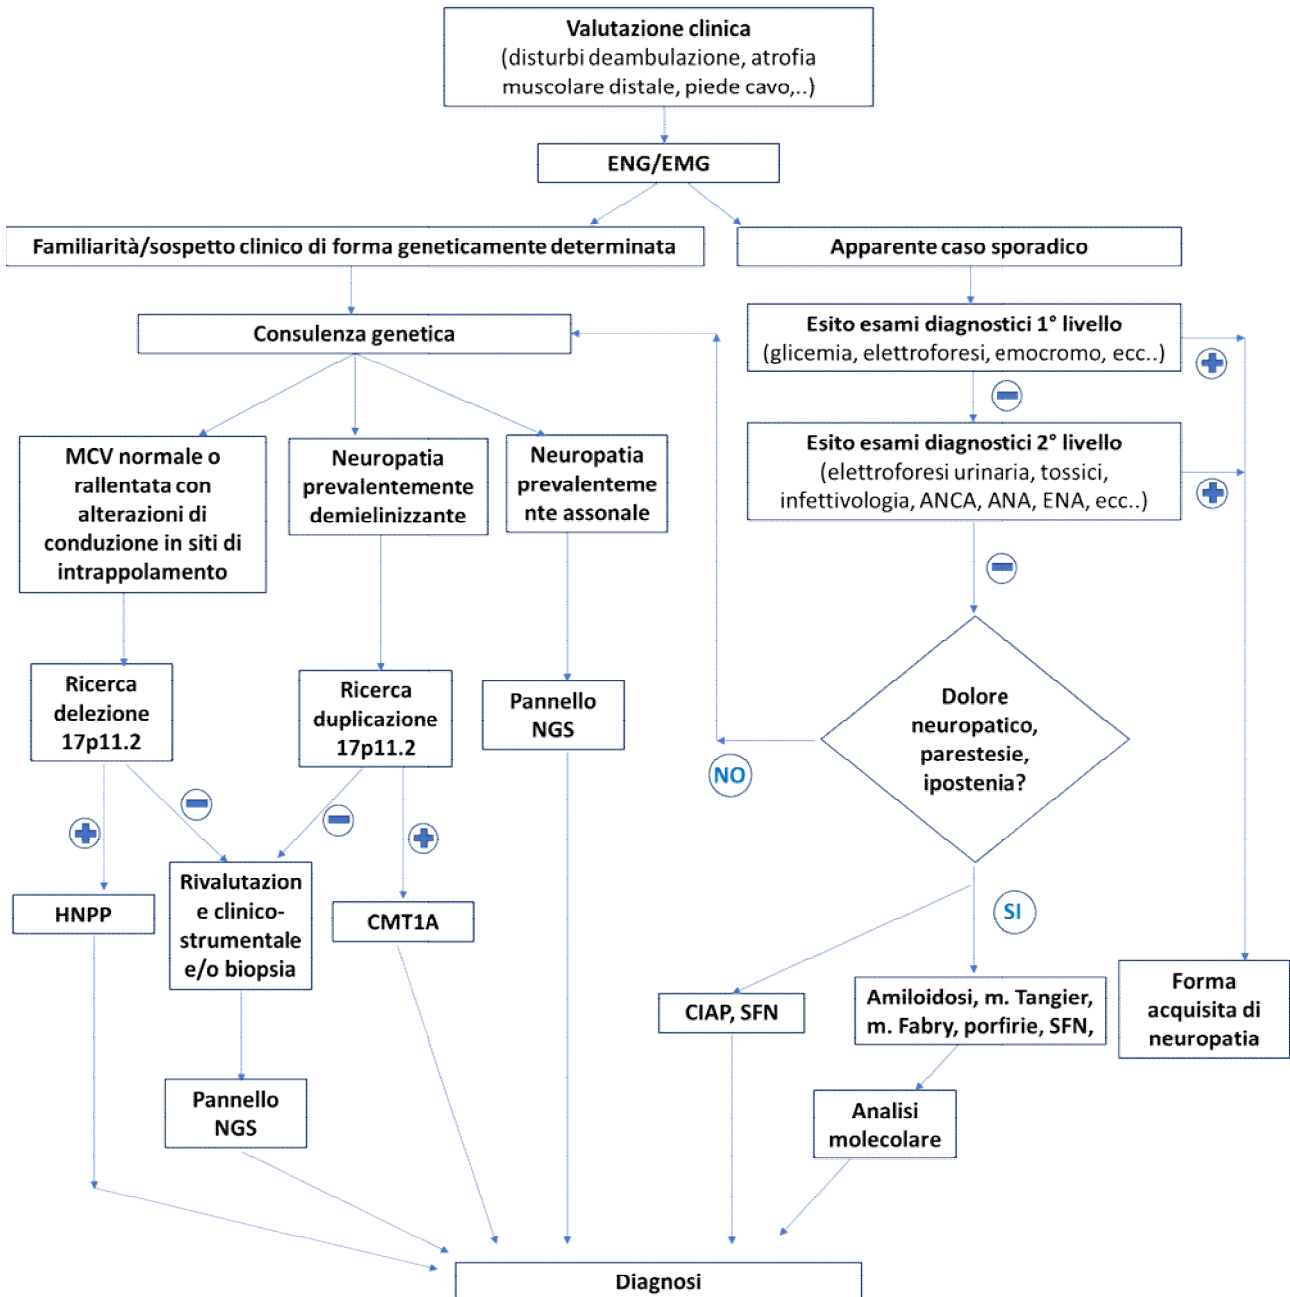 Valutazione clinica
(disturbi deambulazione, atrofia
muscolare distale, piede cavo,..)
ENG/EMG
Familiarità/sospetto clinico di forma geneticamente determinata
Apparente caso sporadico
Consulenza genetica
Esito esami diagnostici 1° livello
(glicemia, elettroforesi, emocromo, ecc..)
Esito esami diagnostici 2° livello
(elettroforesi urinaria, tossici,
infettivologia, ANCA, ANA, ENA, ecc..)
MCV normale o
rallentata con
alterazioni di
conduzione in siti di
intrappolamento
Neuropatia
prevalentemente
demielinizzante
Neuropatia
prevalenteme
nte assonale
Ricerca
delezione
17p11.2
Ricerca
duplicazione
17p11.2
Pannello
NGS
Dolore
neuropatico,
parestesie,
ipostenia?
NO
SI
HNPP
Rivalutazion
e clinico-
strumentale
e/o biopsia
CMT1A
Pannello
NGS
CIAP, SFN
Amiloidosi, m. Tangier,
m. Fabry, porfirie, SFN,
Forma
acquisita di
neuropatia
Analisi
molecolare
Diagnosi